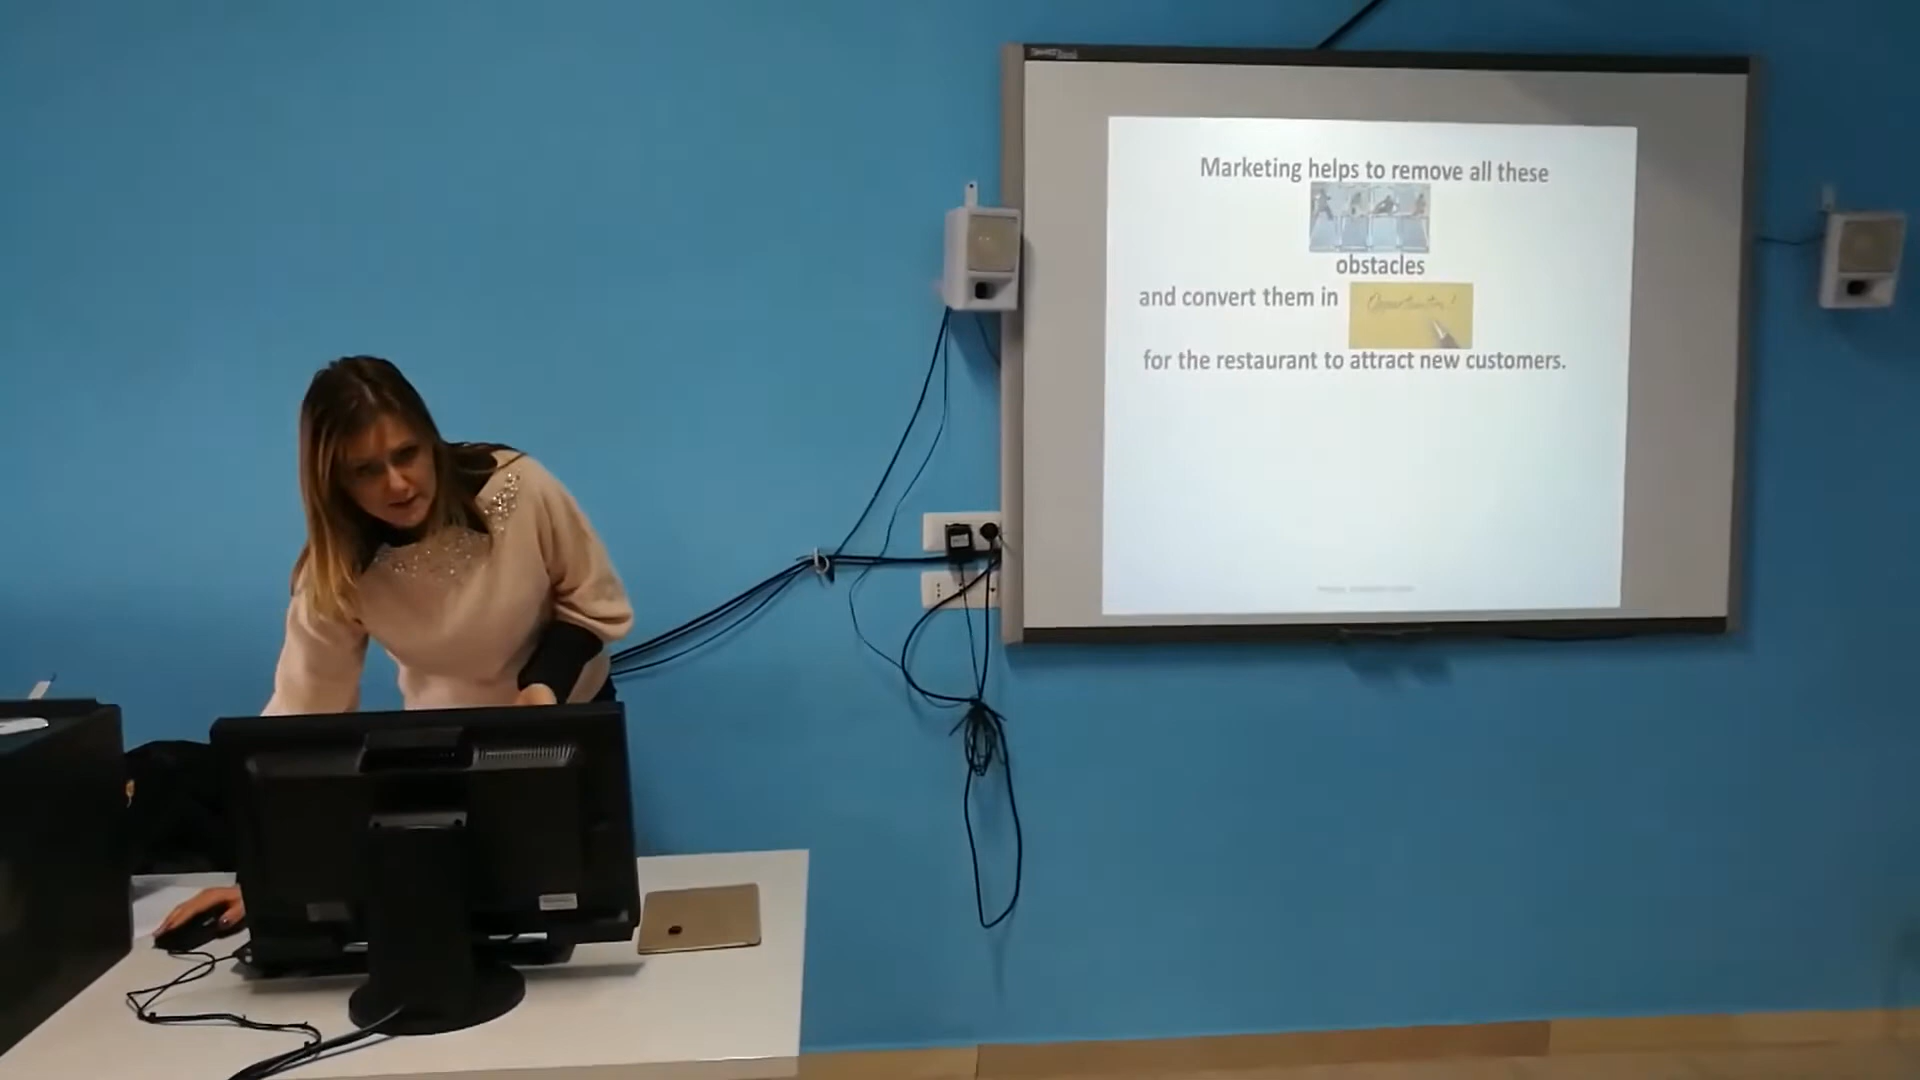 Marketing helps to remove all these
obstacles
and convert them in
for the restaurant to attract new customers.